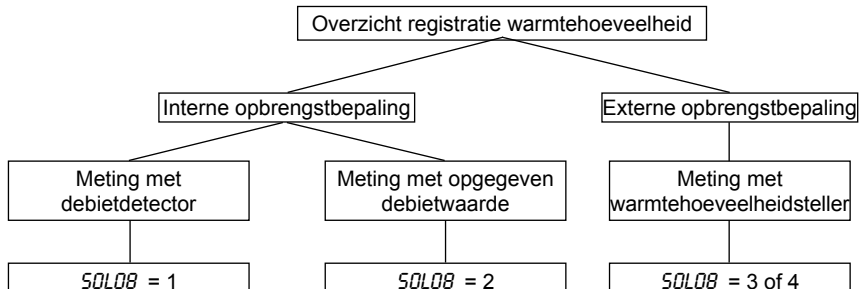 Overzicht registratie warmtehoeveelheid
Interne opbrengstbepaling
Externe opbrengstbepaling
Meting met
debietdetector
Meting met opgegeven
debietwaarde
Meting met
warmtehoeveelheidsteller
SOL08 = 1
SOL08 = 2
SOL08 = 3 of 4